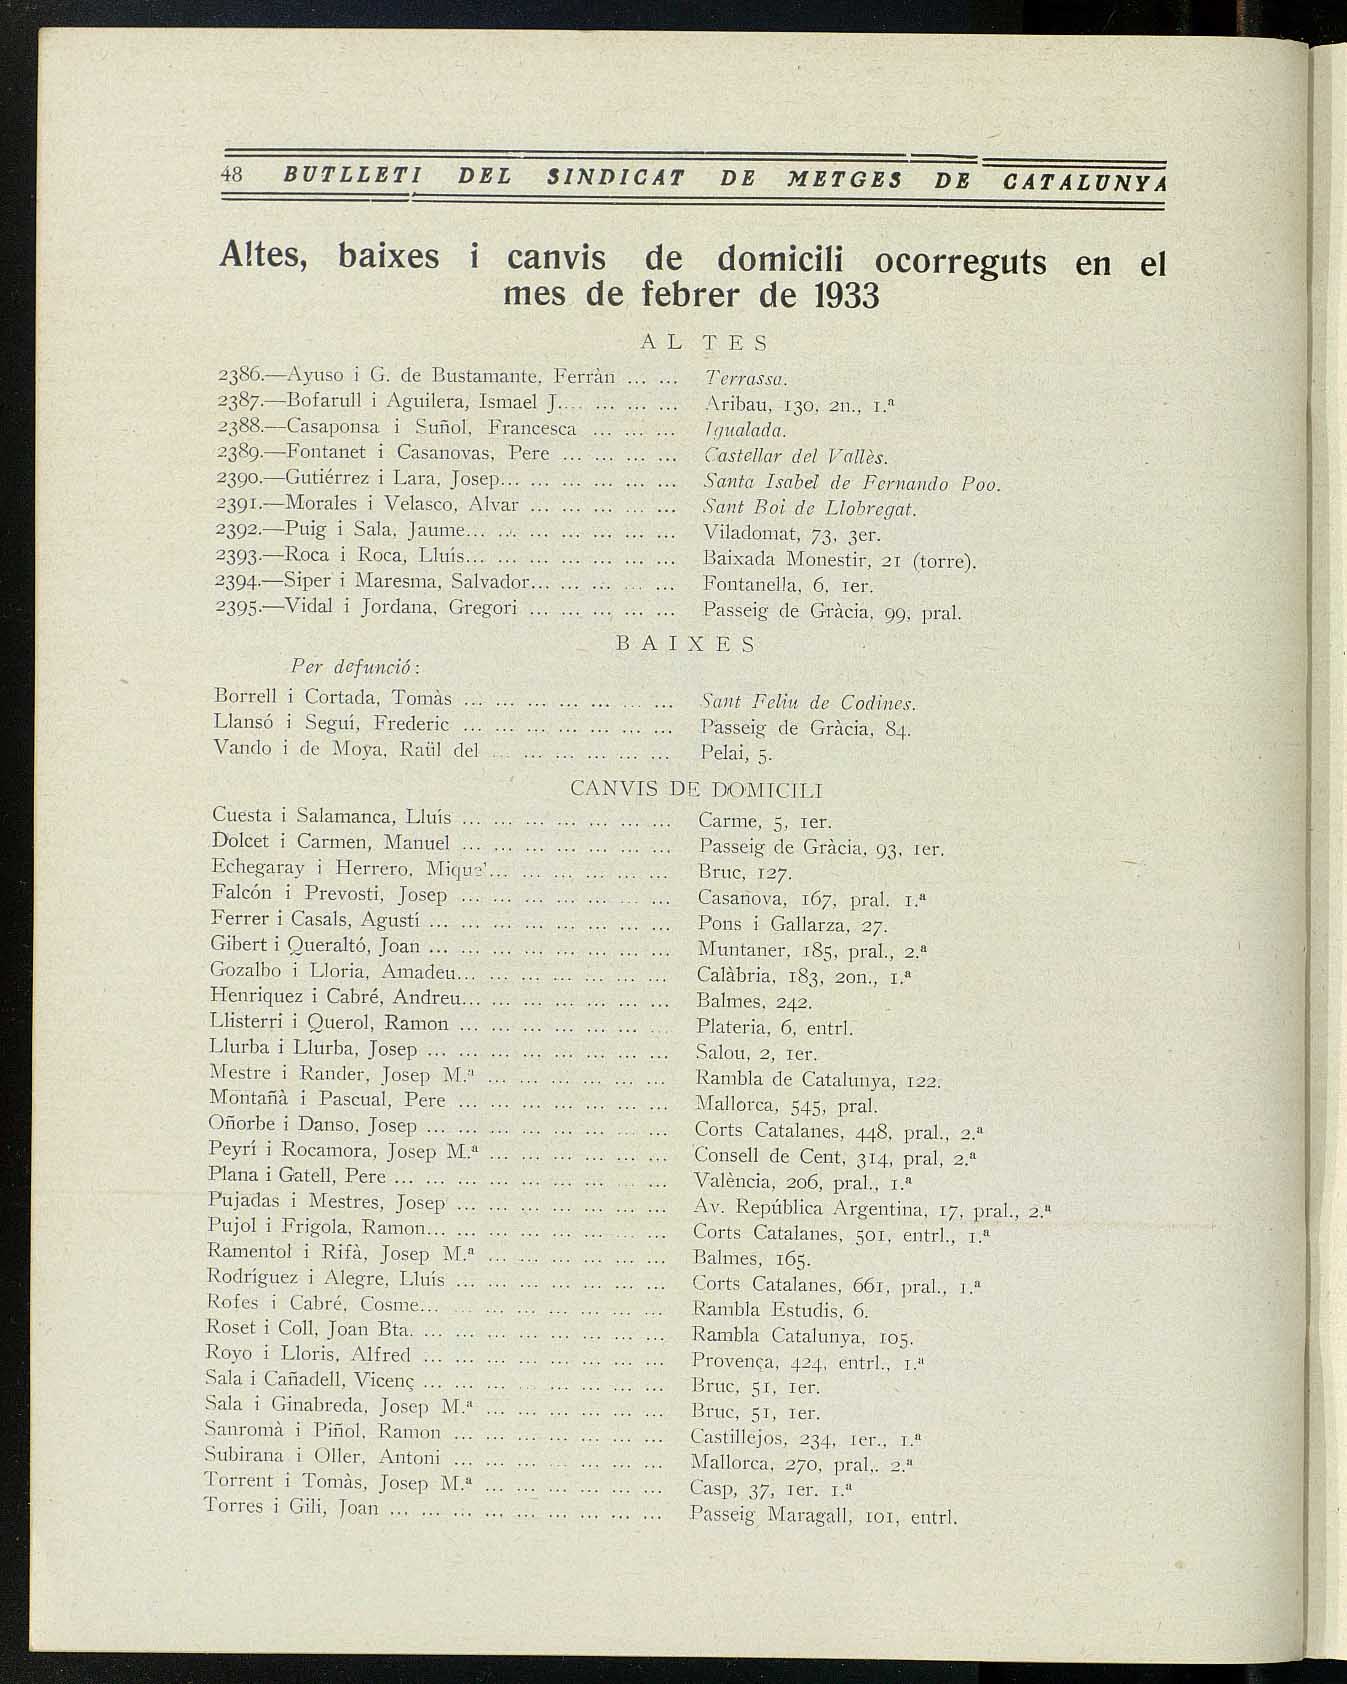 48 BUTLLETI DEL SINDICAT DE METGES DE CATALUNYA
Altes, baixes i canvis de domicili ocorreguts en el
mes de febrer de 1933
ALTES
2386.—Ayuso i G. de Bustamante, Ferràn ... ... Terrassa.
2387.—Bofarull i Aguilera, Ismael J. ... ... ... ... Aribau, 130, 2n., 1.ª
2388.—Casaponsa i Suñol, Francesca ... ... ... Igualada.
2389.—Fontanet i Casanovas, Pere ... ... ... ... Castellar del Vallès.
2390.—Gutiérrez i Lara, Josep... ... ... ... ... ... Santa Isabel de Fernando Poo.
2391.—Morales i Velasco, Alvar ... ... ... ... ... Sant Boi de Llobregat.
2392.—Puig i Sala, Jaume... ... ... ... ... ... ... Viladomat, 73, 3er.
2393.—Roca i Roca, Lluís... ... ... ... ... ... ... Baixada Monestir, 21 (torre).
2394.—Siper i Maresma, Salvador... ... ... ... ... Fontanella, 6, 1er.
2395.—Vidal i Jordana, Gregori ... ... ... ... ... Passeig de Gràcia, 99, pral.
BAIXES
Per defunció:
Borrell i Cortada, Tomàs ... ... ... ... ... ... ... Sant Feliu de Codines.
Llansó i Seguí, Frederic ... ... ... ... ... ... ... Passeig de Gràcia, 84.
Vando i de Moya, Raül del ... ... ... ... ... ... Pelai, 5.
CANVIS DE DOMICILI
Cuesta i Salamanca, Lluís ... ... ... ... ... ... ... Carme, 5, 1er.
Dolcet i Carmen, Manuel ... ... ... ... ... ... ... Passeig de Gràcia, 93, 1er.
Echegaray i Herrero, Miquel... ... ... ... ... ... Bruc, 127.
Falcón i Prevosti, Josep ... ... ... ... ... ... ... Casanova, 167, pral. 1.ª
Ferrer i Casals, Agustí ... ... ... ... ... ... ... ... Pons i Gallarza, 27.
Gibert i Queraltó, Joan ... ... ... ... ... ... ... ... Muntaner, 185, pral., 2.ª
Gozalbo i Lloria, Amadeu... ... ... ... ... ... ... Calàbria, 183, 2on., 1.ª
Henriquez i Cabré, Andreu... ... ... ... ... ... ... Balmes, 242.
Llisterri i Querol, Ramon ... ... ... ... ... ... ... Plateria, 6, entrl.
Llurba i Llurba, Josep ... ... ... ... ... ... ... ... Salou, 2, 1er.
Mestre i Rander, Josep M.ª ... ... ... ... ... ... Rambla de Catalunya, 122.
Montañà i Pascual, Pere ... ... ... ... ... ... ... Mallorca, 545, pral.
Oñorbe i Danso, Josep ... ... ... ... ... ... ... ... Corts Catalanes, 448, pral., 2.ª
Peyrí i Rocamora, Josep M.ª ... ... ... ... ... ... Consell de Cent, 314, pral, 2.ª
Plana i Gatell, Pere ... ... ... ... ... ... ... ... ... València, 206, pral., 1.ª
Pujadas i Mestres, Josep ... ... ... ... ... ... ... Av. República Argentina, 17, pral., 2.ª
Pujol i Frigola, Ramon... ... ... ... ... ... ... ... Corts Catalanes, 501, entrl., 1.ª
Ramentol i Rifà, Josep M.ª ... ... ... ... ... ... Balmes, 165.
Rodríguez i Alegre, Lluís ... ... ... ... ... ... ... Corts Catalanes, 661, pral., 1.ª
Rofes i Cabré, Cosme... ... ... ... ... ... ... ... Rambla Estudis, 6.
Roset i Coll, Joan Bta. ... ... ... ... ... ... ... ... Rambla Catalunya, 105.
Royo i Lloris, Alfred ... ... ... ... ... ... ... ... Provença, 424, entrl., 1.ª
Sala i Cañadell, Vicenç ... ... ... ... ... ... ... ... Bruc, 51, 1er.
Sala i Ginabreda, Josep M.ª ... ... ... ... ... ... Bruc, 51, 1er.
Sanromà i Piñol, Ramon ... ... ... ... ... ... ... Castillejos, 234, 1er., 1.ª
Subirana i Oller, Antoni ... ... ... ... ... ... ... Mallorca, 270, pral,. 2.ª
Torrent i Tomàs, Josep M.ª ... ... ... ... ... ... Casp, 37, 1er. 1.ª
Torres i Gili, Joan ... ... ... ... ... ... ... ... ... Passeig Maragall, 101, entrl.